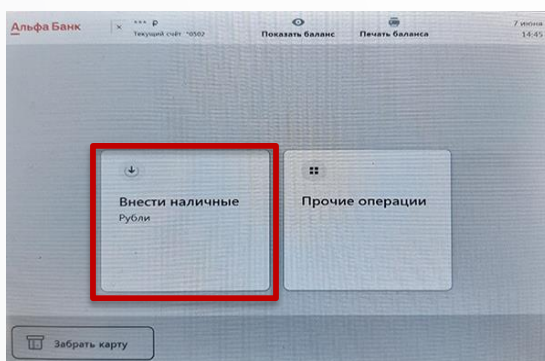 Альфа Банк
*** ₽
Текущий счёт *0502
Показать баланс
Печать баланса
7 июня
14:45
Внести наличные
Рубли
Прочие операции
Забрать карту